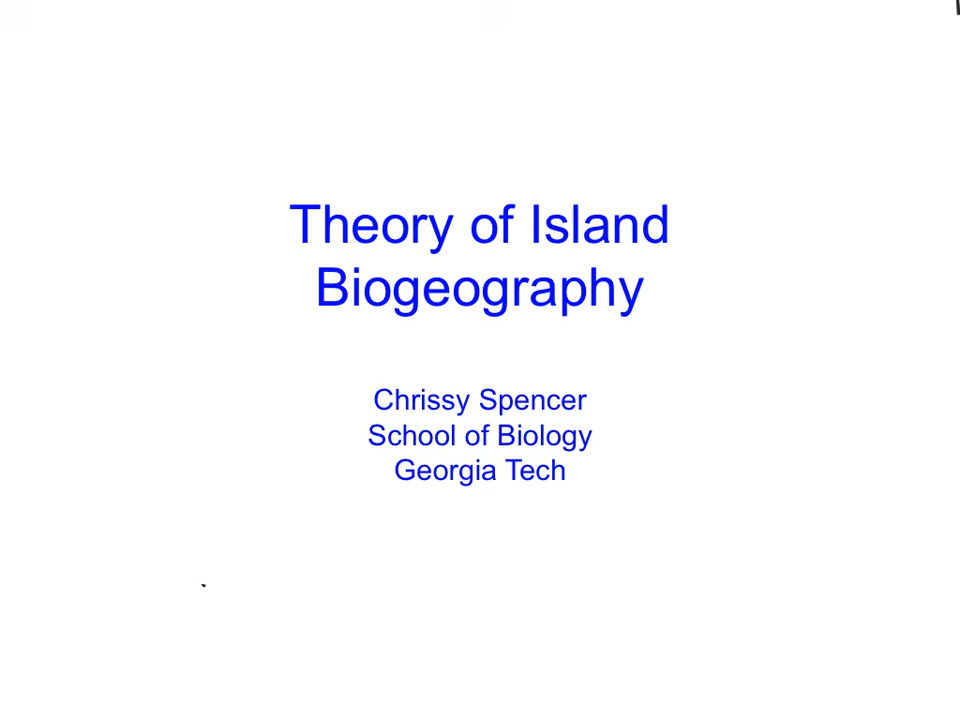 Theory of Island
Biogeography
Chrissy Spencer
School of Biology
Georgia Tech